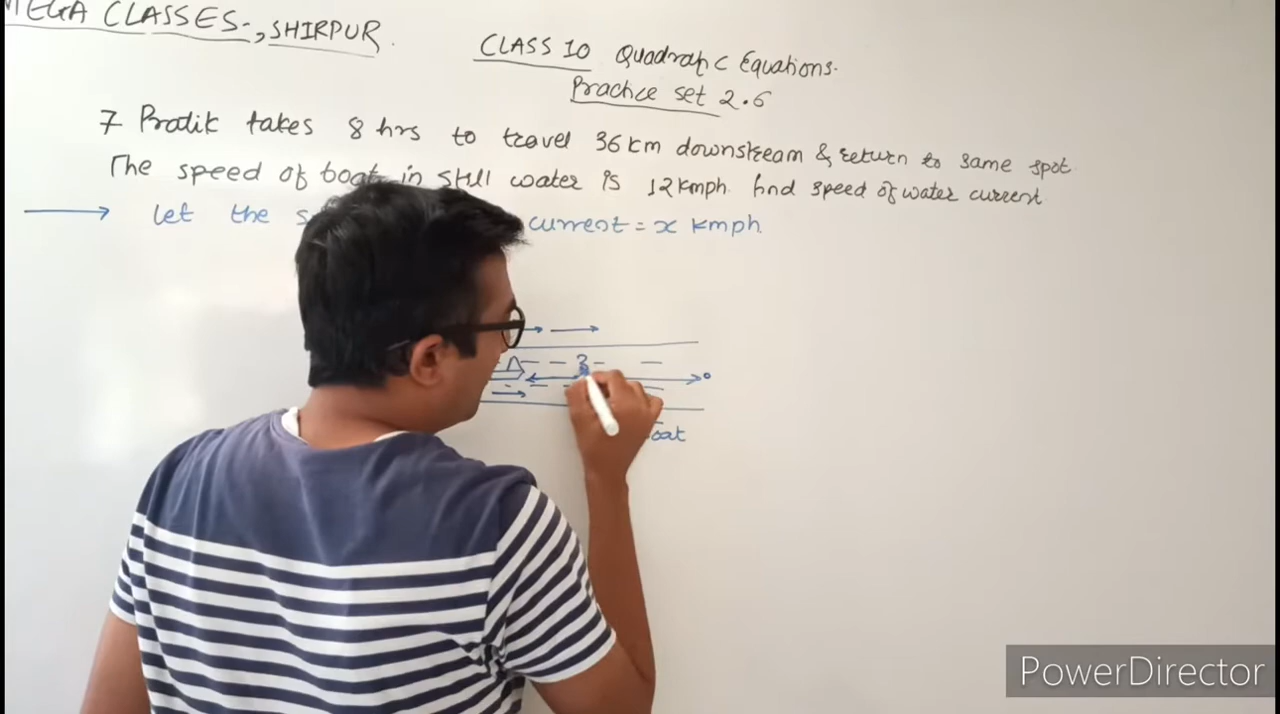 MEGA CLASSES-, SHIRPUR.
CLASS 10 Quadratic Equations.
Practice set 2.6
7 Pratik takes 8 hrs to travel 36 km downstream & return to same spot
The speed of boat in still water is 12 kmph. find speed of water current
let the current = x kmph.
3
oat
PowerDirector